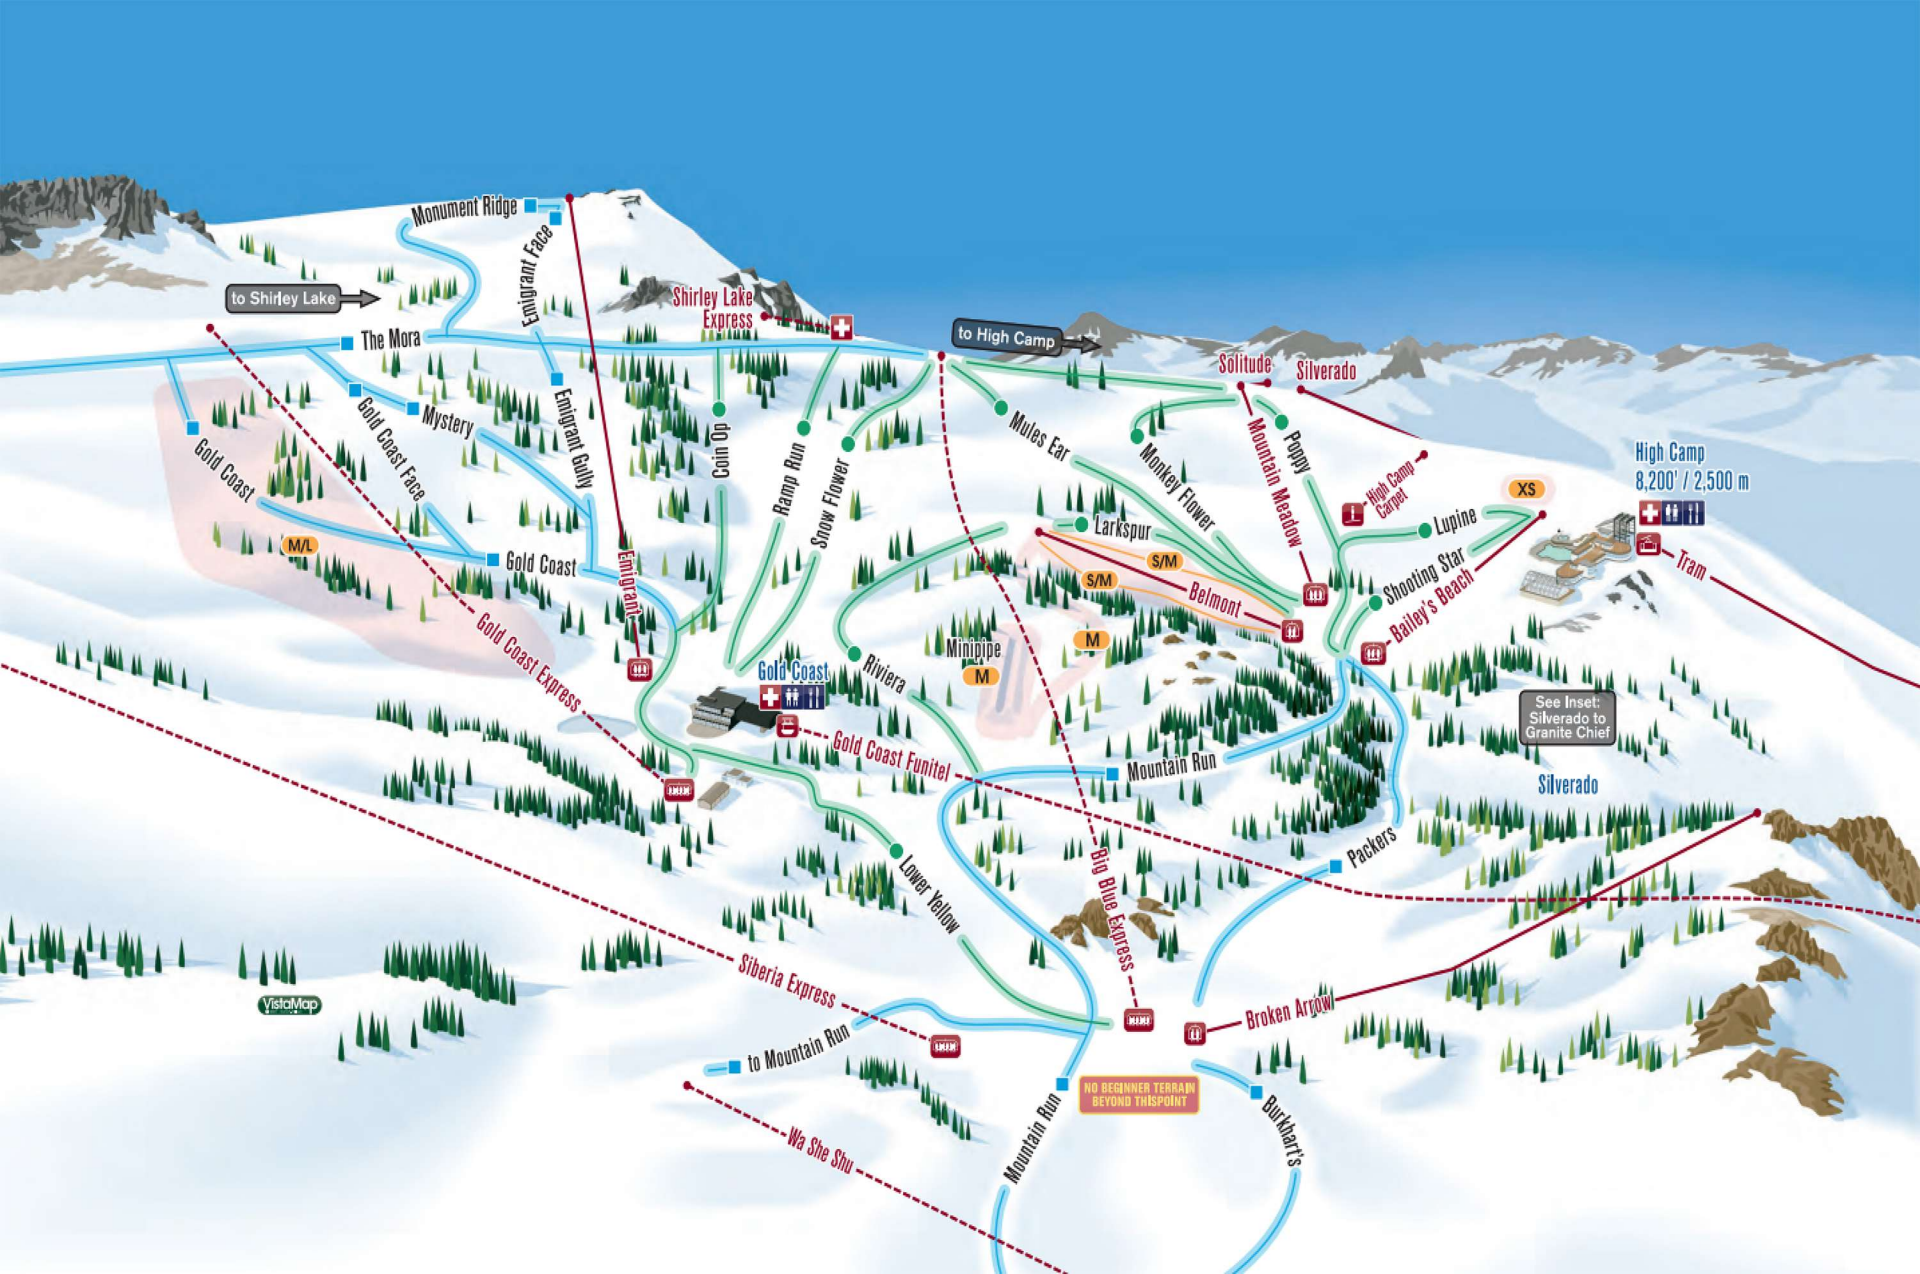 Monument Ridge
Emigrant Face
to Shirley Lake
Shirley Lake
Express
The Mora
to High Camp
Solitude
Silverado
Gold Coast
Gold Coast Face
Mystery
Emigrant Gully
Coin Op
Ramp Run
Snow Flower
Mules Ear
Monkey Flower
Mountain Meadow
Poppy
High Camp
Carpet
XS
High Camp
8,200' / 2,500 m
Larkspur
Lupine
Shooting Star
Bailey's Beach
Tram
M/L
Gold Coast
Emigrant
S/M
S/M
Belmont
Gold Coast Express
Minipipe
M
M
Gold Coast
Riviera
Gold Coast Funitel
Mountain Run
See Inset:
Silverado to
Granite Chief
Silverado
Packers
Lower Yellow
Big Blue Express
Siberia Express
VistaMap
Broken Arrow
to Mountain Run
NO BEGINNER TERRAIN
BEYOND THISPOINT
Mountain Run
Burkhart's
Wa She Shu